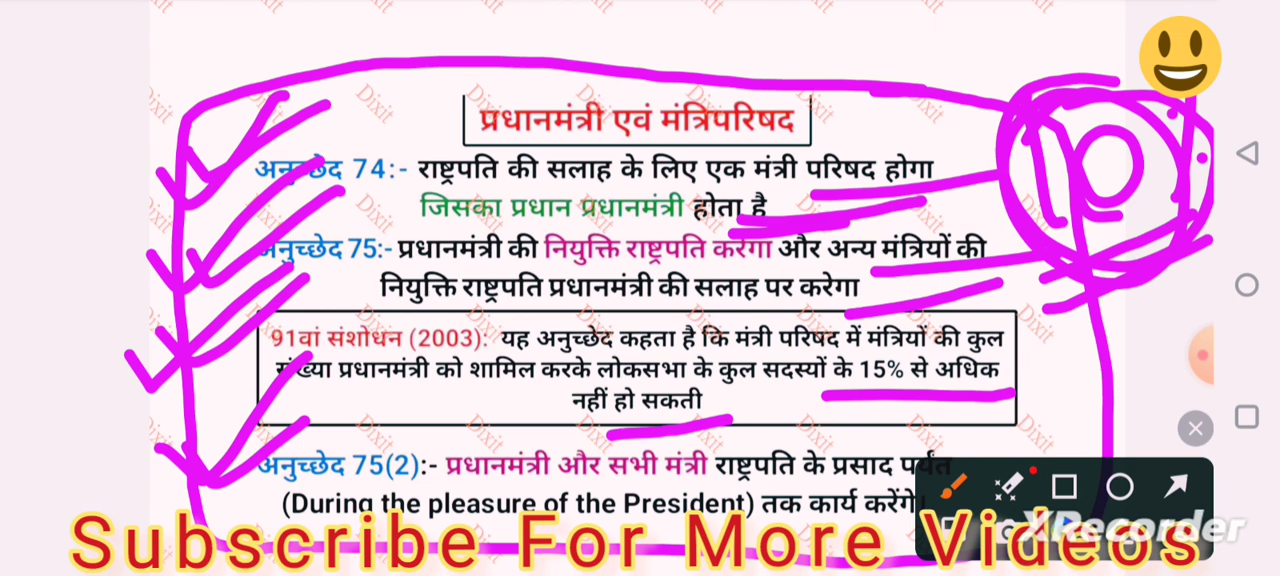 प्रधानमंत्री एवं मंत्रिपरिषद
अनुच्छेद 74:- राष्ट्रपति की सलाह के लिए एक मंत्री परिषद होगा
जिसका प्रधान प्रधानमंत्री होता है
अनुच्छेद 75:- प्रधानमंत्री की नियुक्ति राष्ट्रपति करेगा और अन्य मंत्रियों की
नियुक्ति राष्ट्रपति प्रधानमंत्री की सलाह पर करेगा
91वां संशोधन (2003): यह अनुच्छेद कहता है कि मंत्री परिषद में मंत्रियों की कुल
संख्या प्रधानमंत्री को शामिल करके लोकसभा के कुल सदस्यों के 15% से अधिक
नहीं हो सकती
अनुच्छेद 75(2):- प्रधानमंत्री और सभी मंत्री राष्ट्रपति के प्रसाद पर्यंत
(During the pleasure of the President) तक कार्य करेंगे
Subscribe For More Videos
XRecorder